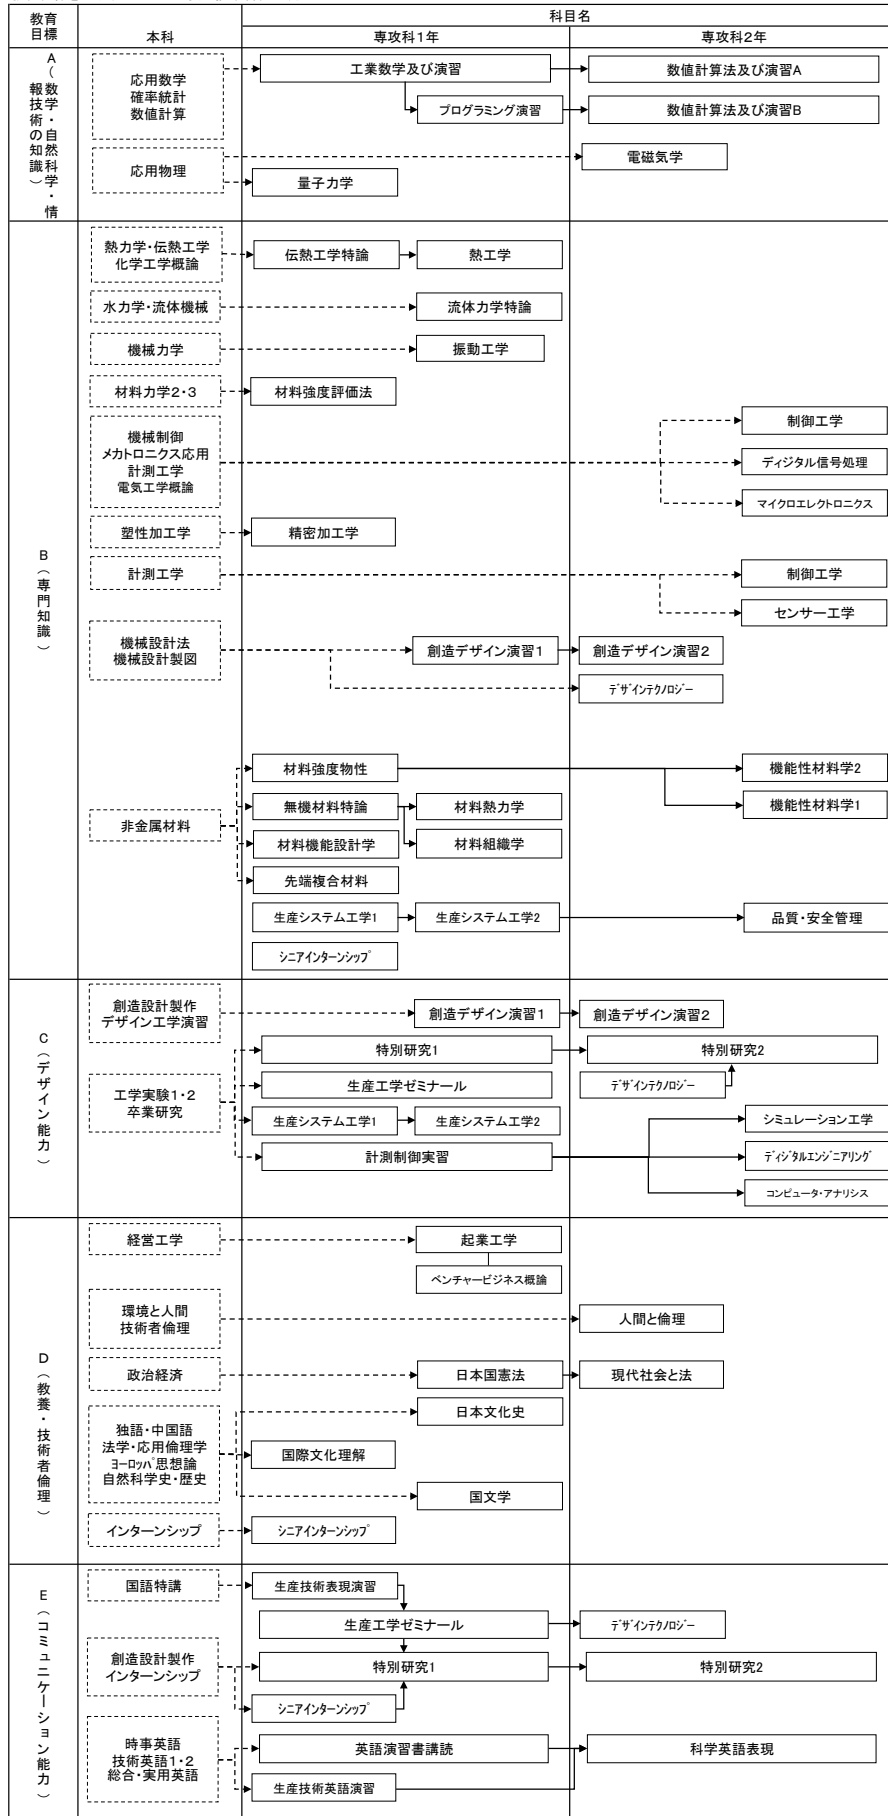 教育
目標
本科
科目名
専攻科1年
専攻科2年
A(数学・自然科学・情報技術の知識)
応用数学
確率統計
数値計算
工業数学及び演習
数値計算法及び演習A
プログラミング演習
数値計算法及び演習B
応用物理
電磁気学
量子力学
B(専門知識)
熱力学・伝熱工学
化学工学概論
伝熱工学特論
熱工学
水力学・流体機械
流体力学特論
機械力学
振動工学
材料力学2・3
材料強度評価法
機械制御
メカトロニクス応用
計測工学
電気工学概論
制御工学
ディジタル信号処理
マイクロエレクトロニクス
塑性加工学
精密加工学
計測工学
制御工学
センサー工学
機械設計法
機械設計製図
創造デザイン演習1
創造デザイン演習2
デザインテクノロジー
非金属材料
材料強度物性
機能性材料学2
無機材料特論
材料熱力学
機能性材料学1
材料機能設計学
材料組織学
先端複合材料
生産システム工学1
生産システム工学2
品質・安全管理
シニアインターンシップ
C(デザイン能力)
創造設計製作
デザイン工学演習
創造デザイン演習1
創造デザイン演習2
工学実験1・2
卒業研究
特別研究1
特別研究2
生産工学ゼミナール
デザインテクノロジー
生産システム工学1
生産システム工学2
シミュレーション工学
計測制御実習
ディジタルエンジニアリング
コンピュータ・アナリシス
D(教養・技術者倫理)
経営工学
起業工学
ベンチャービジネス概論
環境と人間
技術者倫理
人間と倫理
政治経済
日本国憲法
現代社会と法
独語・中国語
法学・応用倫理学
ヨーロッパ思想論
自然科学史・歴史
日本文化史
国際文化理解
国文学
インターンシップ
シニアインターンシップ
E(コミュニケーション能力)
国語特講
生産技術表現演習
生産工学ゼミナール
デザインテクノロジー
創造設計製作
インターンシップ
特別研究1
特別研究2
シニアインターンシップ
時事英語
技術英語1・2
総合・実用英語
英語演習書講読
科学英語表現
生産技術英語演習